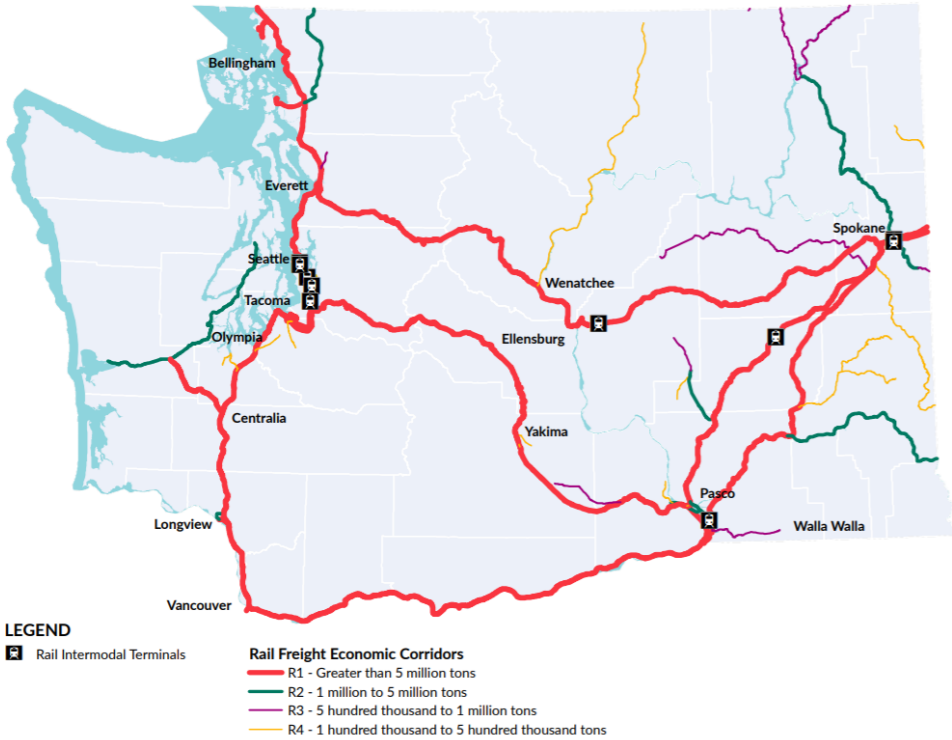 Bellingham
Everett
Spokane
Seattle
Wenatchee
Tacoma
Olympia
Ellensburg
Centralia
Yakima
Pasco
Longview
Walla Walla
Vancouver
LEGEND
Rail Intermodal Terminals
Rail Freight Economic Corridors
R1 - Greater than 5 million tons
R2 - 1 million to 5 million tons
R3 - 5 hundred thousand to 1 million tons
R4 - 1 hundred thousand to 5 hundred thousand tons